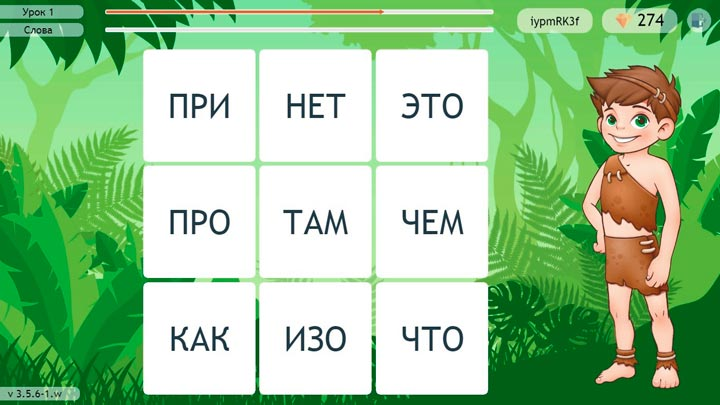 Урок 1
Слова
iypmRK3f
274
ПРИ НЕТ ЭТО
ПРО ТАМ ЧЕМ
КАК ИЗО ЧТО
v 3.5.6-1.w